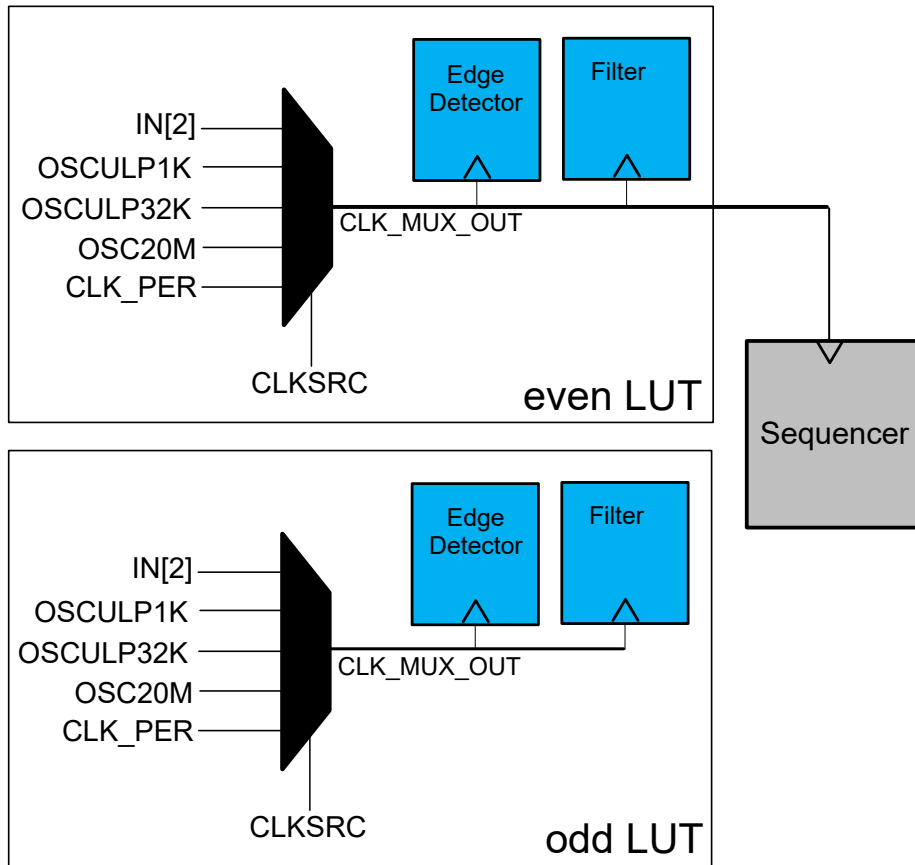 Edge
Detector
Filter
IN[2]
OSCULP1K
OSCULP32K
OSC20M
CLK_PER
CLK_MUX_OUT
CLKSRC
even LUT
Sequencer
Edge
Detector
Filter
IN[2]
OSCULP1K
OSCULP32K
OSC20M
CLK_PER
CLK_MUX_OUT
CLKSRC
odd LUT